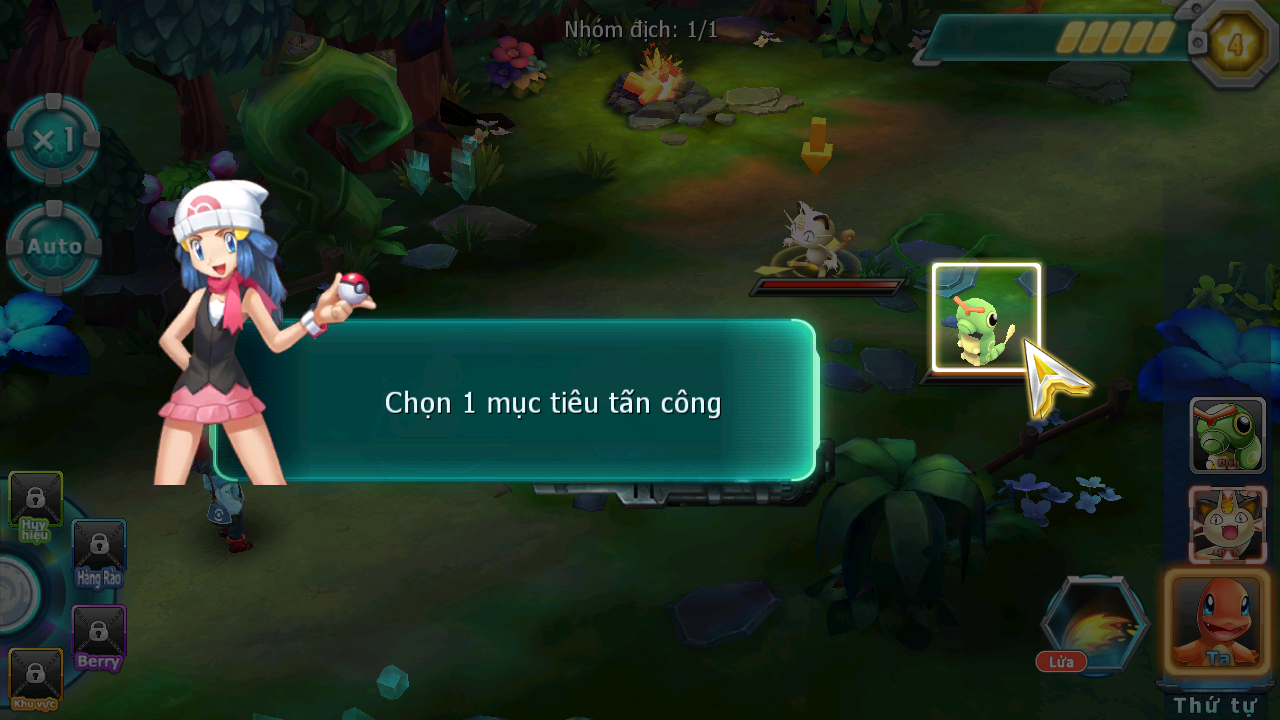 Nhóm địch: 1/1
4
×1
Auto
Chọn 1 mục tiêu tấn công
Huy
hiệu
Hàng Rào
Berry
Khu vực
Lửa
Ta
Thứ tự